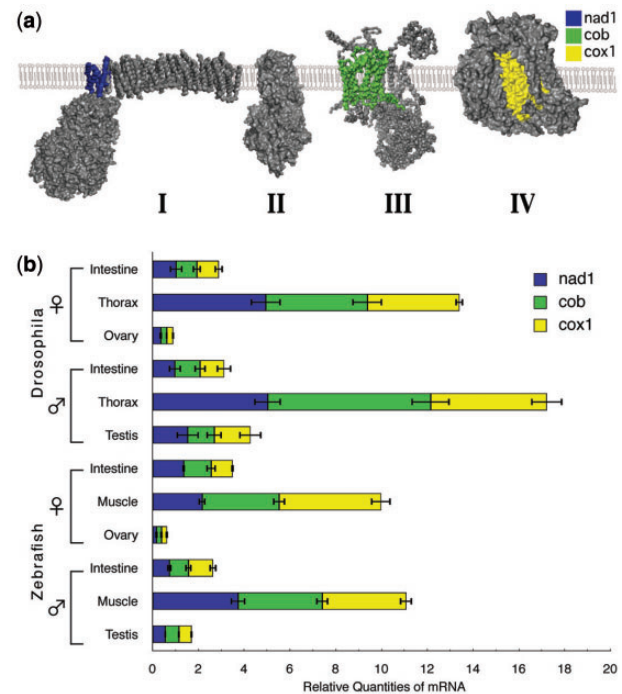 (a)
nad1
cob
cox1
I II III IV
(b)
Drosophila
♀
Intestine
Thorax
Ovary
♂
Intestine
Thorax
Testis
Zebrafish
♀
Intestine
Muscle
Ovary
♂
Intestine
Muscle
Testis
nad1
cob
cox1
0 2 4 6 8 10 12 14 16 18 20
Relative Quantities of mRNA